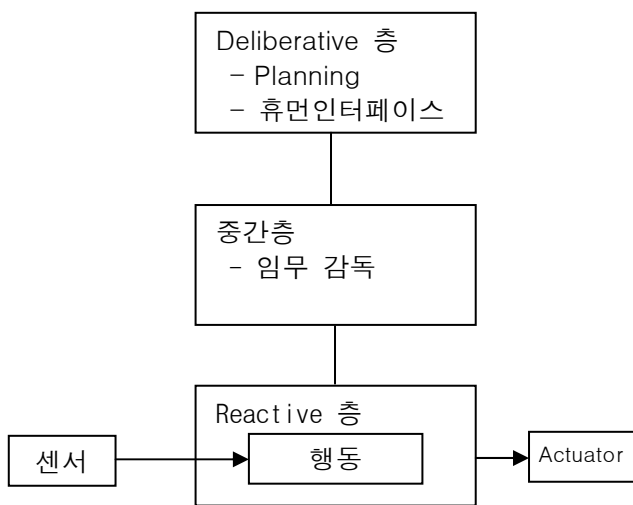 Deliberative 층
- Planning
- 휴먼인터페이스
중간층
- 임무 감독
Reactive 층
센서
행동
Actuator